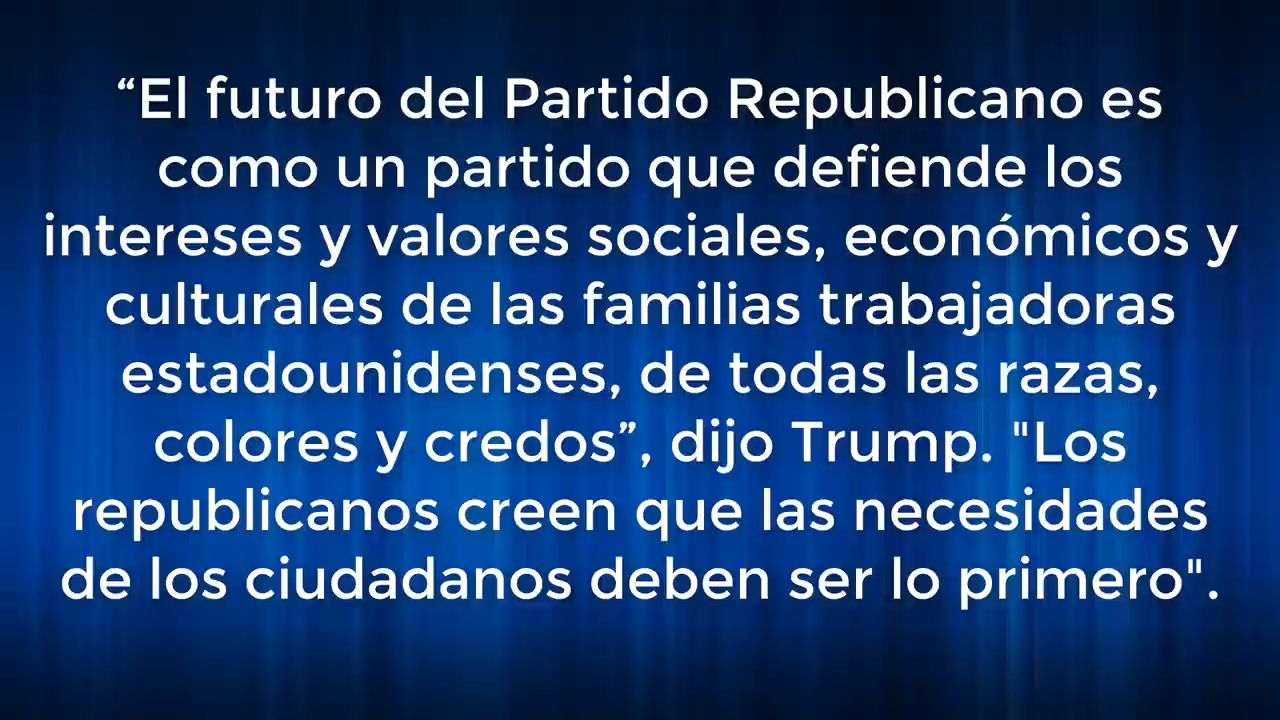 “El futuro del Partido Republicano es
como un partido que defiende los
intereses y valores sociales, económicos y
culturales de las familias trabajadoras
estadounidenses, de todas las razas,
colores y credos”, dijo Trump. "Los
republicanos creen que las necesidades
de los ciudadanos deben ser lo primero".